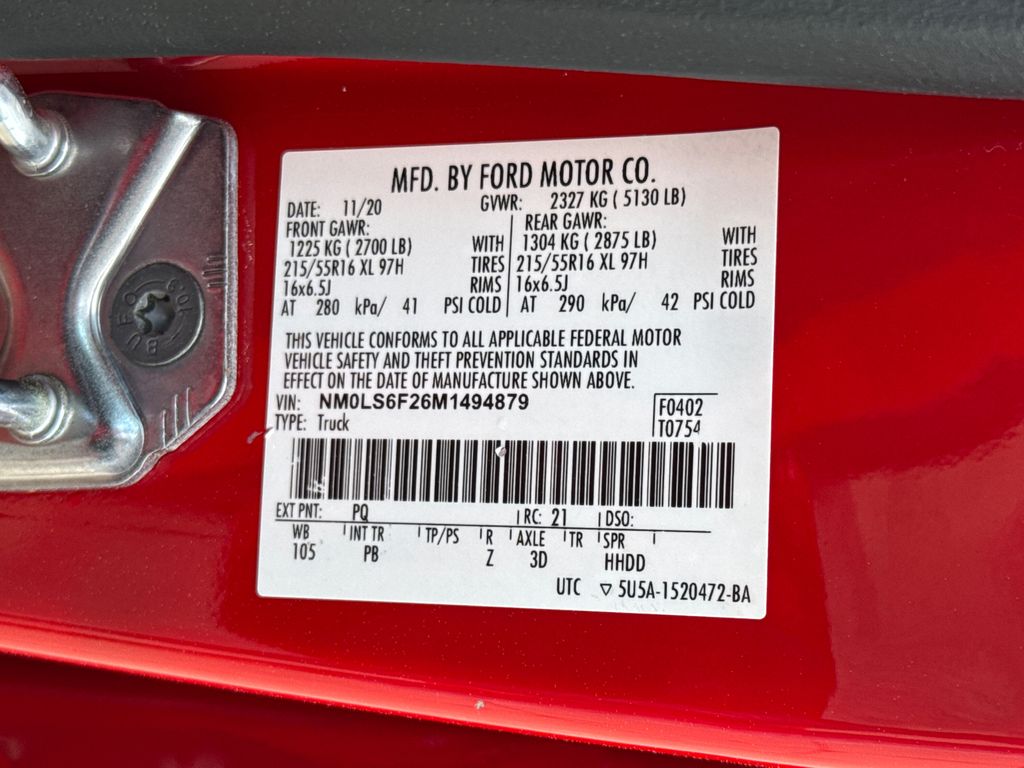 MFD. BY FORD MOTOR CO.
DATE: 11/20 GVWR: 2327 KG ( 5130 LB)
FRONT GAWR: REAR GAWR:
1225 KG ( 2700 LB) WITH 1304 KG ( 2875 LB) WITH
215/55R16 XL 97H TIRES 215/55R16 XL 97H TIRES
16x6.5J RIMS 16x6.5J RIMS
AT 280 kPa/ 41 PSI COLD AT 290 kPa/ 42 PSI COLD
THIS VEHICLE CONFORMS TO ALL APPLICABLE FEDERAL MOTOR
VEHICLE SAFETY AND THEFT PREVENTION STANDARDS IN
EFFECT ON THE DATE OF MANUFACTURE SHOWN ABOVE.
VIN: NM0LS6F26M1494879 F0402
TYPE: Truck T0754
EXT PNT: PQ RC: 21 DSO:
WB INT TR TP/PS R AXLE TR SPR
105 PB Z 3D HHDD
UTC ▽ 5U5A-1520472-BA